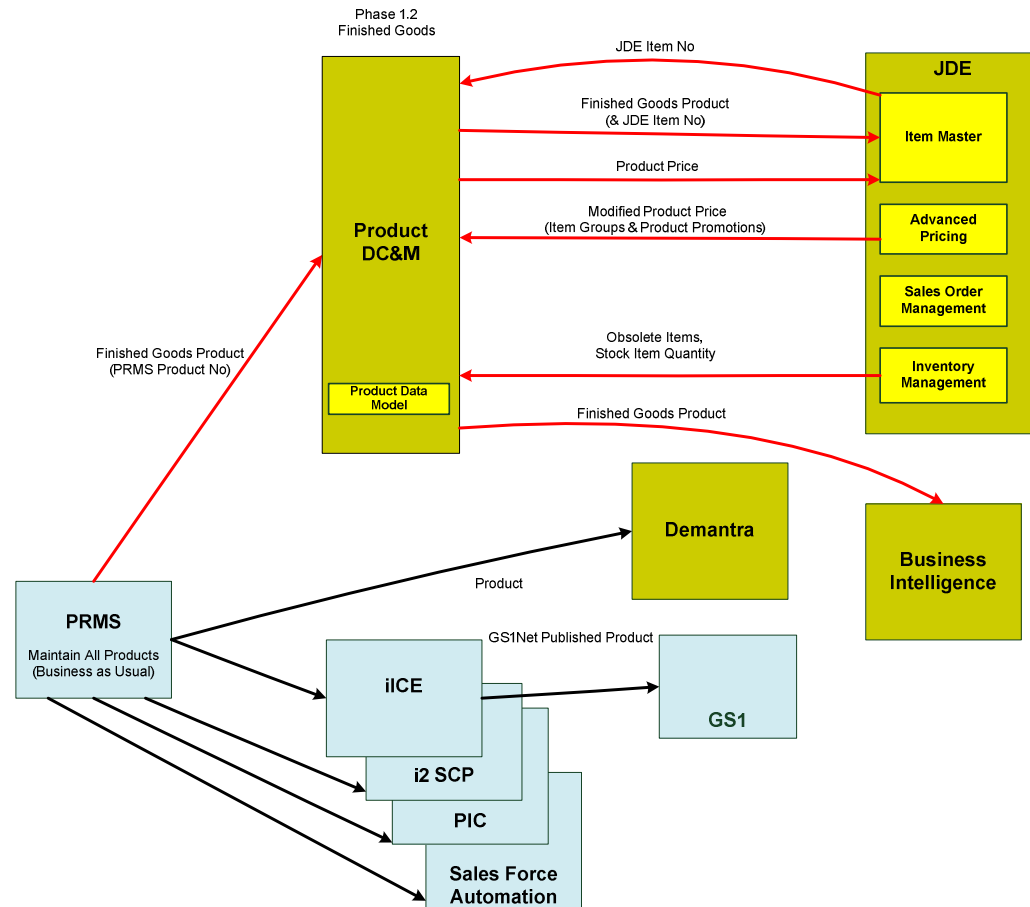 Phase 1.2
Finished Goods
JDE Item No
JDE
Finished Goods Product
(& JDE Item No)
Item Master
Product Price
Modified Product Price
(Item Groups & Product Promotions)
Advanced
Pricing
Product
DC&M
Sales Order
Management
Obsolete Items,
Stock Item Quantity
Inventory
Management
Finished Goods Product
(PRMS Product No)
Product Data
Model
Finished Goods Product
Demantra
Business
Intelligence
Product
PRMS
Maintain All Products
(Business as Usual)
GS1Net Published Product
iICE
GS1
i2 SCP
PIC
Sales Force
Automation